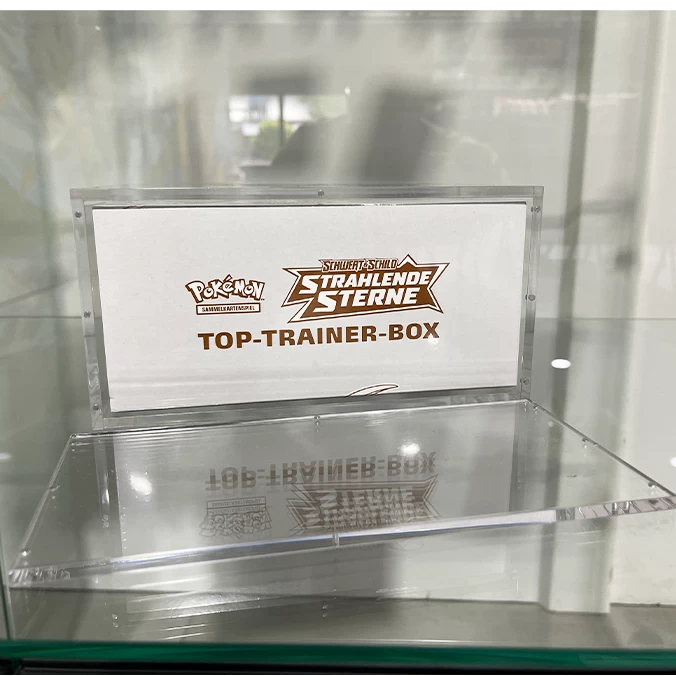 Pokémon
SAMMELKARTENSPIEL
SCHWERT & SCHILD
STRAHLENDE
STERNE
TOP-TRAINER-BOX